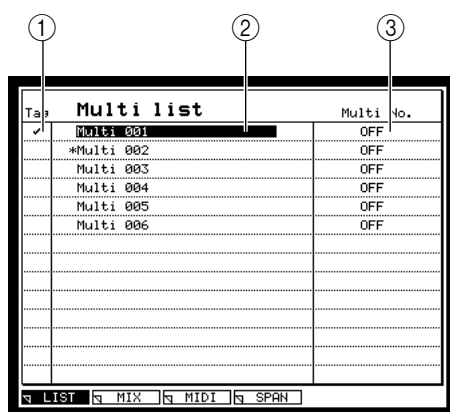 ① ② ③
Tag Multi list Multi No.
✓ Multi 001 OFF
*Multi 002 OFF
Multi 003 OFF
Multi 004 OFF
Multi 005 OFF
Multi 006 OFF
LIST MIX MIDI SPAN